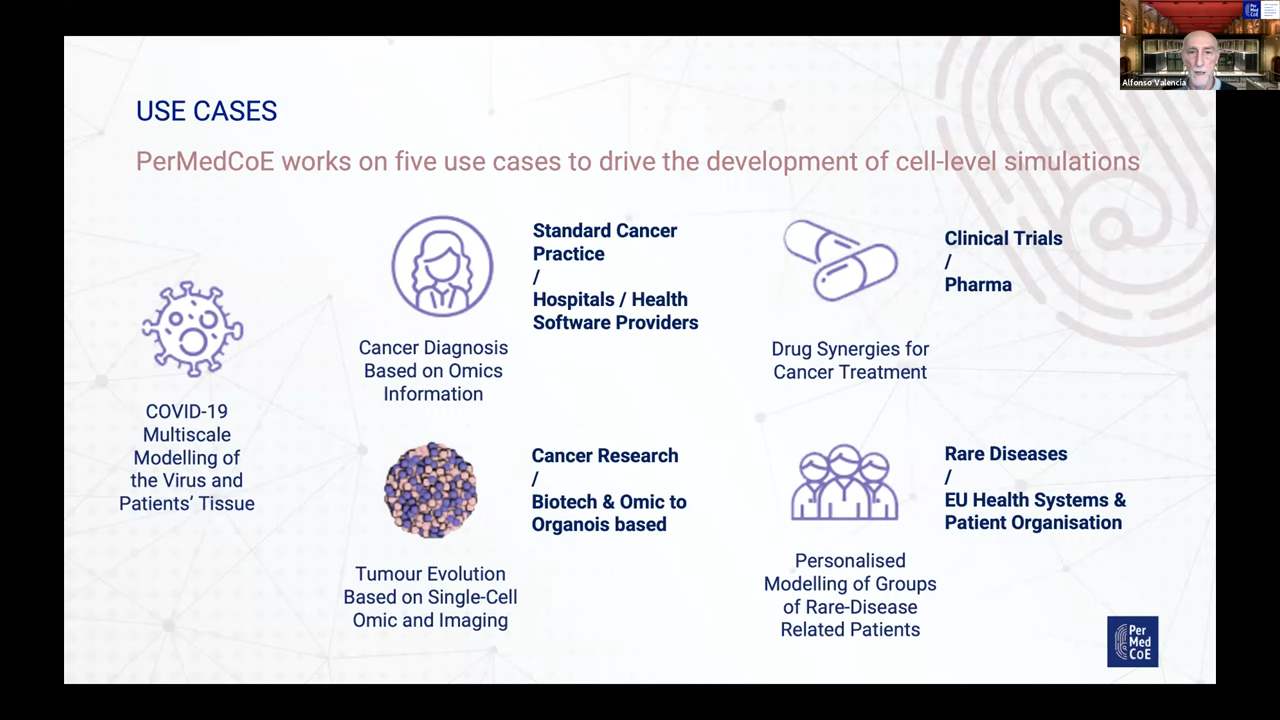 Per
Med
CoE
Alfonso Valencia
USE CASES
PerMedCoE works on five use cases to drive the development of cell-level simulations
COVID-19
Multiscale
Modelling of
the Virus and
Patients’ Tissue
Cancer Diagnosis
Based on Omics
Information
Standard Cancer
Practice
/
Hospitals / Health
Software Providers
Drug Synergies for
Cancer Treatment
Clinical Trials
/
Pharma
Tumour Evolution
Based on Single-Cell
Omic and Imaging
Cancer Research
/
Biotech & Omic to
Organois based
Personalised
Modelling of Groups
of Rare-Disease
Related Patients
Rare Diseases
/
EU Health Systems &
Patient Organisation
Per
Med
CoE